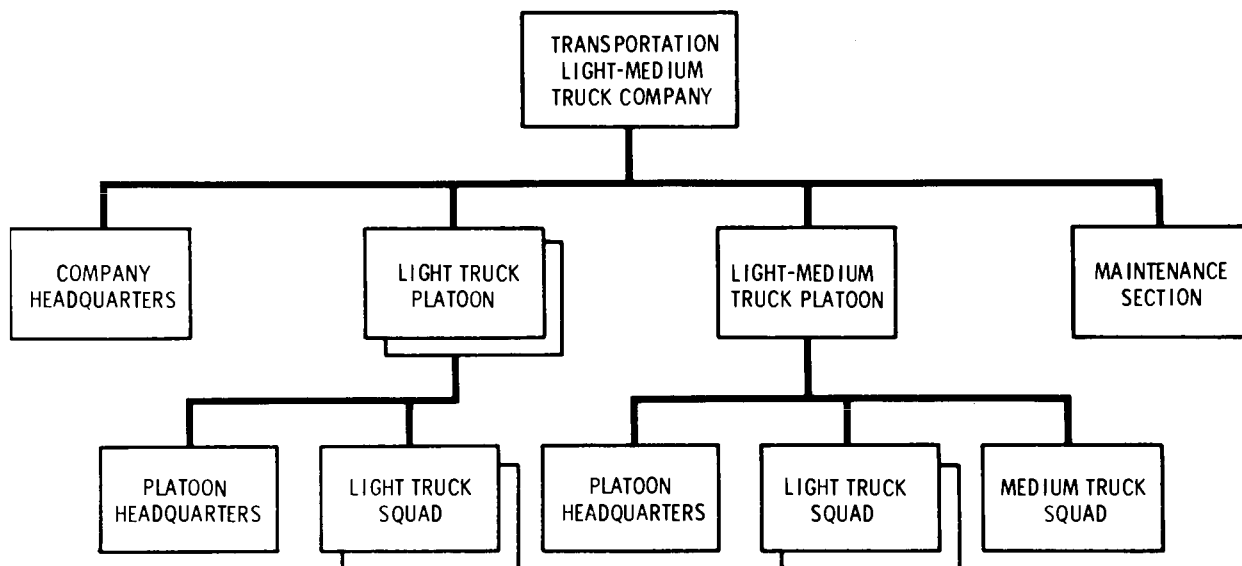 TRANSPORTATION
LIGHT-MEDIUM
TRUCK COMPANY
COMPANY
HEADQUARTERS
LIGHT TRUCK
PLATOON
LIGHT-MEDIUM
TRUCK PLATOON
MAINTENANCE
SECTION
PLATOON
HEADQUARTERS
LIGHT TRUCK
SQUAD
PLATOON
HEADQUARTERS
LIGHT TRUCK
SQUAD
MEDIUM TRUCK
SQUAD